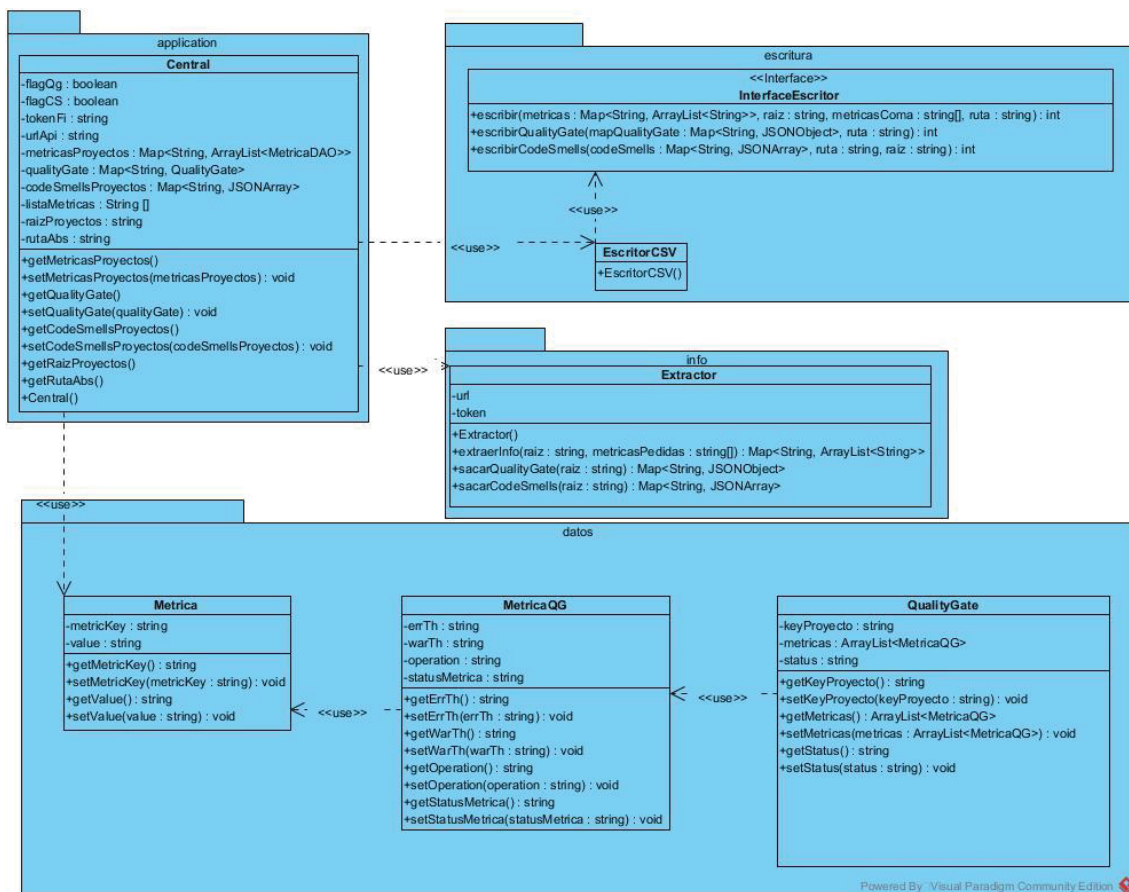 application
Central
-flagQg : boolean
-flagCS : boolean
-tokenFi : string
-urlApi : string
-metricasProyectos : Map<String, ArrayList<MetricaDAO>>
-qualityGate : Map<String, QualityGate>
-codeSmellsProyectos : Map<String, JSONArray>
-listaMetricas : String []
-raizProyectos : string
-rutaAbs : string
+getMetricasProyectos()
+setMetricasProyectos(metricasProyectos) : void
+getQualityGate()
+setQualityGate(qualityGate) : void
+getCodeSmellsProyectos()
+setCodeSmellsProyectos(codeSmellsProyectos) : void
+getRaizProyectos()
+getRutaAbs()
+Central()
escritura
<<Interface>>
InterfaceEscritor
+escribir(metricas : Map<String, ArrayList<String>>, raiz : string, metricasComa : string[], ruta : string) : int
+escribirQualityGate(mapQualityGate : Map<String, JSONObject>, ruta : string) : int
+escribirCodeSmells(codeSmells : Map<String, JSONArray>, ruta : string, raiz : string) : int
<<use>>
<<use>>
EscritorCSV
+EscritorCSV()
<<use>>
info
Extractor
-url
-token
+Extractor()
+extraerInfo(raiz : string, metricasPedidas : string[]) : Map<String, ArrayList<String>>
+sacarQualityGate(raiz : string) : Map<String, JSONObject>
+sacarCodeSmells(raiz : string) : Map<String, JSONArray>
<<use>>
datos
Metrica
-metricKey : string
-value : string
+getMetricKey() : string
+setMetricKey(metricKey : string) : void
+getValue() : string
+setValue(value : string) : void
<<use>>
MetricaQG
-errTh : string
-warTh : string
-operation : string
-statusMetrica : string
+getErrTh() : string
+setErrTh(errTh : string) : void
+getWarTh() : string
+setWarTh(warTh : string) : void
+getOperation() : string
+setOperation(operation : string) : void
+getStatusMetrica() : string
+setStatusMetrica(statusMetrica : string) : void
<<use>>
QualityGate
-keyProyecto : string
-metricas : ArrayList<MetricaQG>
-status : string
+getKeyProyecto() : string
+setKeyProyecto(keyProyecto : string) : void
+getMetricas() : ArrayList<MetricaQG>
+setMetricas(metricas : ArrayList<MetricaQG>) : void
+getStatus() : string
+setStatus(status : string) : void
Powered By Visual Paradigm Community Edition